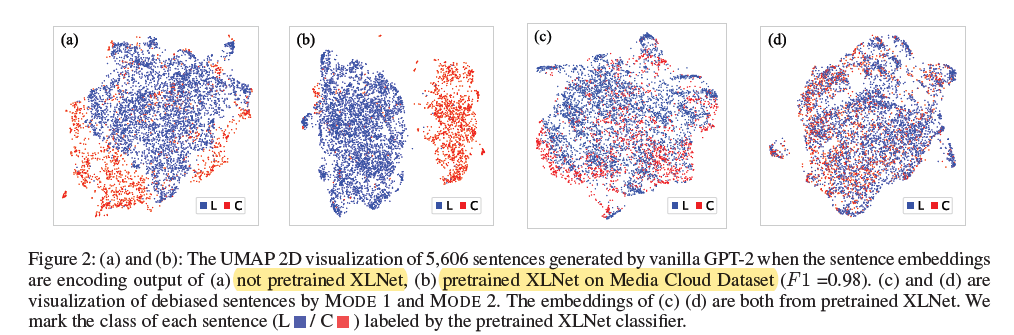 (a)
(b)
(c)
(d)
L C
L C
L C
L C
Figure 2: (a) and (b): The UMAP 2D visualization of 5,606 sentences generated by vanilla GPT-2 when the sentence embeddings
are encoding output of (a) not pretrained XLNet, (b) pretrained XLNet on Media Cloud Dataset (F1 =0.98). (c) and (d) are
visualization of debiased sentences by MODE 1 and MODE 2. The embeddings of (c) (d) are both from pretrained XLNet. We
mark the class of each sentence (L / C ) labeled by the pretrained XLNet classifier.